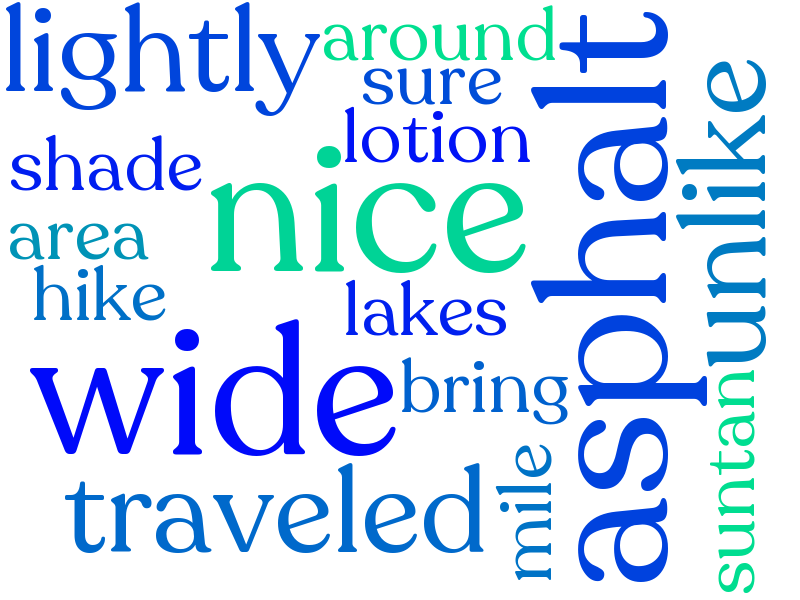 lightly
around
sure
lotion
shade
nice
area
hike
lakes
wide
bring
traveled
mile
asphalt
unlike
suntan